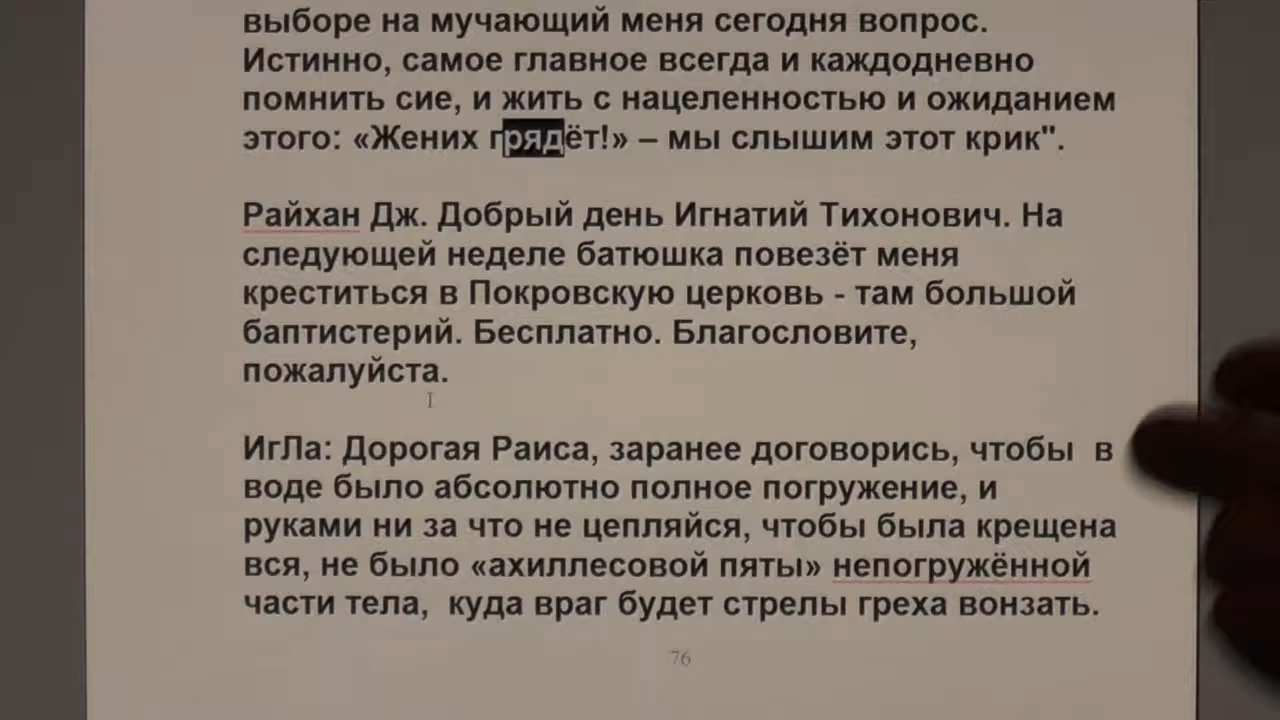 выборе на мучающий меня сегодня вопрос.
Истинно, самое главное всегда и каждодневно
помнить сие, и жить с нацеленностью и ожиданием
этого: «Жених грядёт!» – мы слышим этот крик".
Райхан Дж. Добрый день Игнатий Тихонович. На
следующей неделе батюшка повезёт меня
креститься в Покровскую церковь - там большой
баптистерий. Бесплатно. Благословите,
пожалуйста.
ИгЛа: Дорогая Раиса, заранее договорись, чтобы  в
воде было абсолютно полное погружение, и
руками ни за что не цепляйся, чтобы была крещена
вся, не было «ахиллесовой пяты» непогружённой
части тела,  куда враг будет стрелы греха вонзать.
76